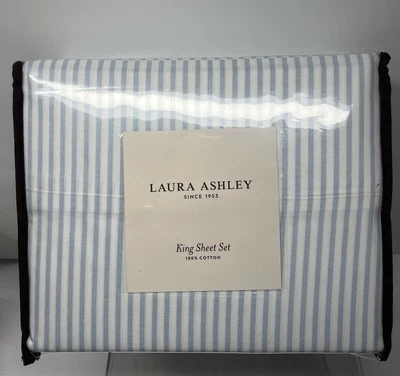 LAURA ASHLEY
SINCE 1953
King Sheet Set
100% COTTON